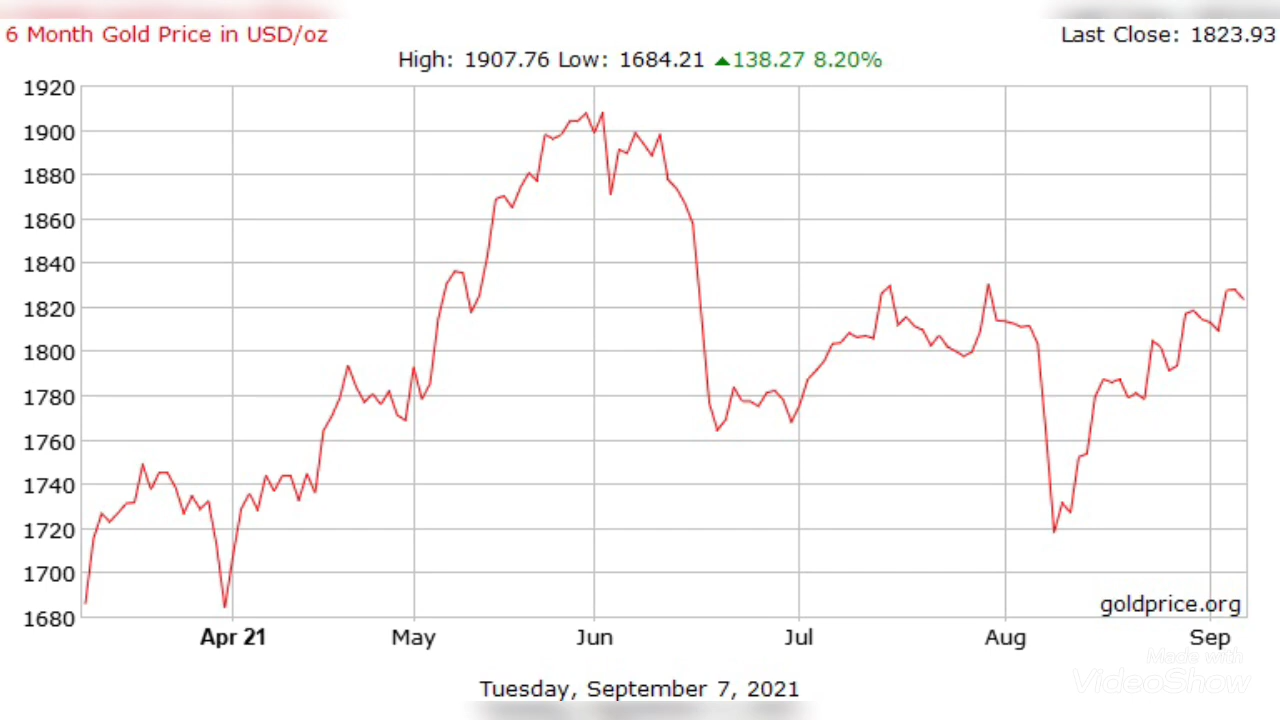 6 Month Gold Price in USD/oz
Last Close: 1823.93
High: 1907.76 Low: 1684.21 ▲138.27 8.20%
1920
1900
1880
1860
1840
1820
1800
1780
1760
1740
1720
1700
1680
goldprice.org
Apr 21 May Jun Jul Aug Sep
Made with
VideoShow
Tuesday, September 7, 2021